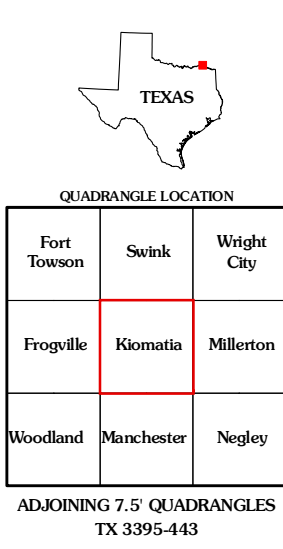 TEXAS
QUADRANGLE LOCATION
Fort
Towson
Swink
Wright
City
Frogville
Kiomatia
Millerton
Woodland
Manchester
Negley
ADJOINING 7.5' QUADRANGLES
TX 3395-443